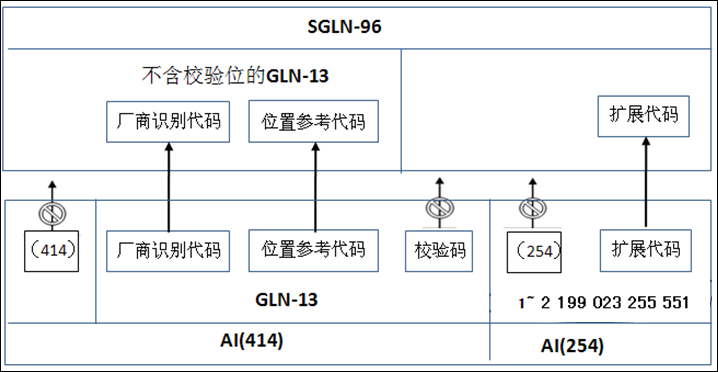 SGLN-96
不含校验位的GLN-13
厂商识别代码 位置参考代码 扩展代码
（414） 厂商识别代码 位置参考代码 校验码 （254） 扩展代码
GLN-13 1~ 2 199 023 255 551
AI(414) AI(254)